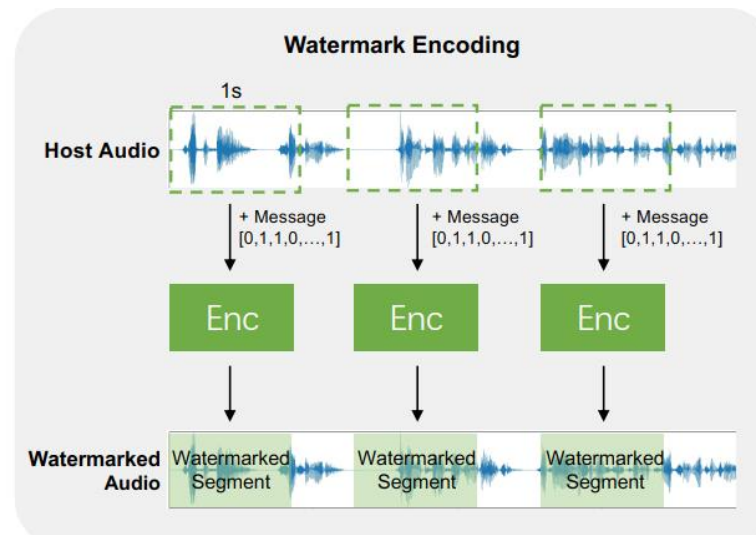 Watermark Encoding
1s
Host Audio
+ Message
[0,1,1,0,…,1]
+ Message
[0,1,1,0,…,1]
+ Message
[0,1,1,0,…,1]
Enc
Enc
Enc
Watermarked
Audio
Watermarked
Segment
Watermarked
Segment
Watermarked
Segment